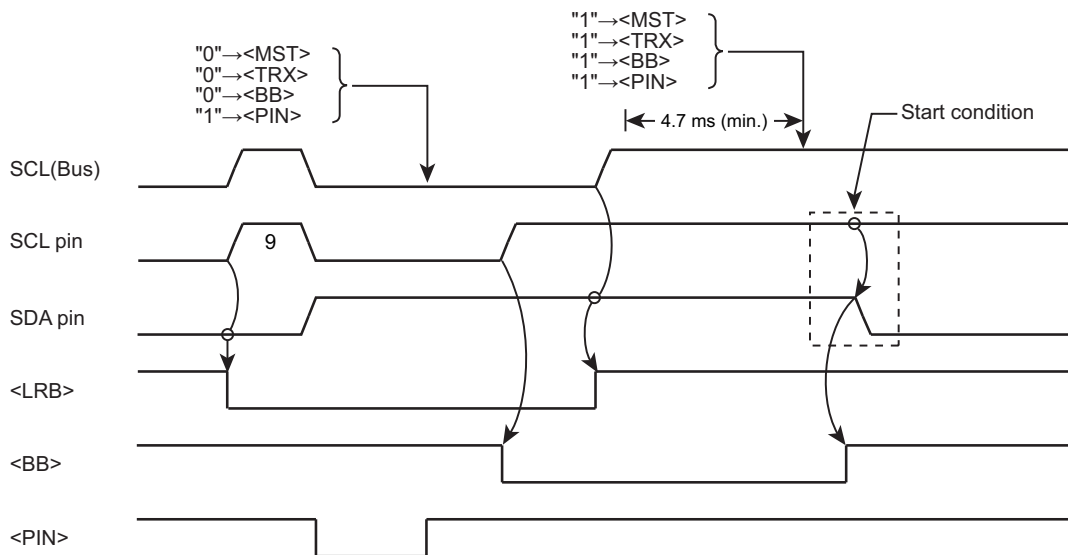 "0"→<MST>
"0"→<TRX>
"0"→<BB>
"1"→<PIN>
"1"→<MST>
"1"→<TRX>
"1"→<BB>
"1"→<PIN>
4.7 ms (min.)
Start condition
SCL(Bus)
SCL pin
9
SDA pin
<LRB>
<BB>
<PIN>